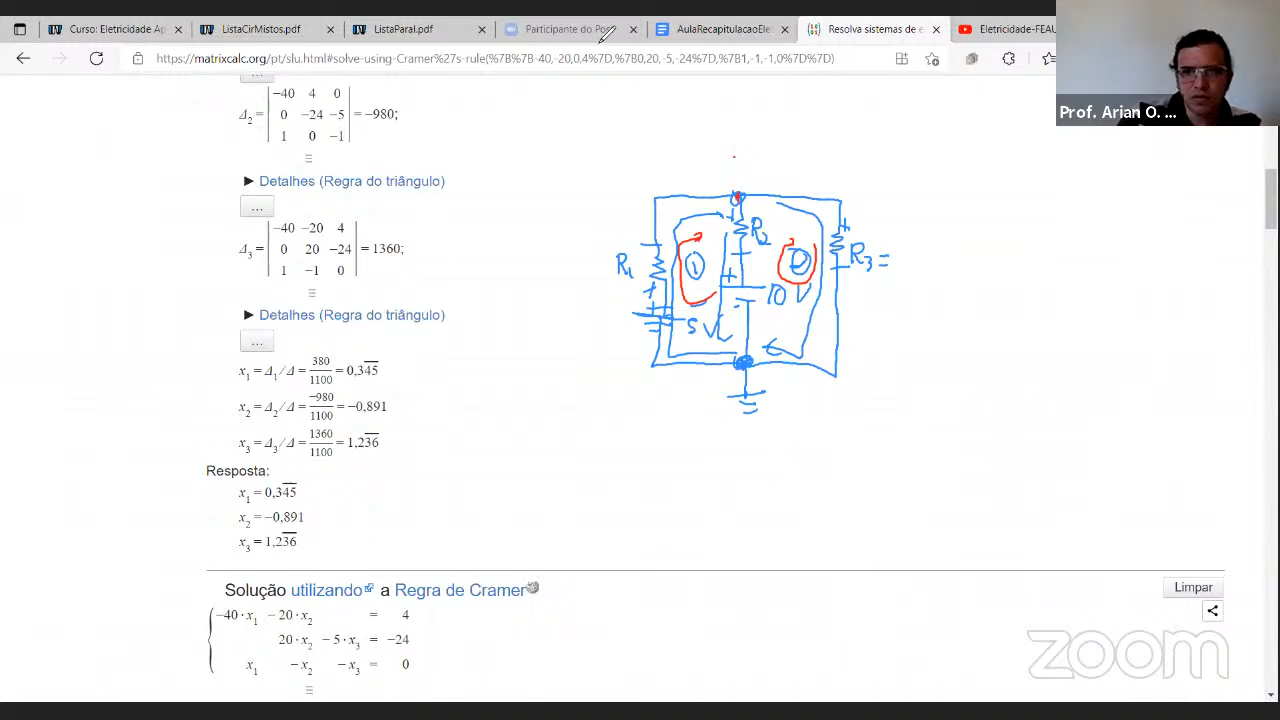 Curso: Eletricidade Ap
ListaCirMistos.pdf
ListaBral.pdf
Participante do Post
AulaRecapitulacaoElet
Resolva sistemas de e
Eletricidade-FEAU
https://matrixcalc.org/pt/slu.html#solve-using-Cramer%27s-rule(%7B%7B-40,-20,0,4%7D,%7B0,20,-5,-24%7D,%7B1,-1,-1,0%7D%7D)
Prof. Arian O. ...
...
Δ₂ = |−40 4 0|
|0 −24 −5| = −980;
|1 0 −1|
► Detalhes (Regra do triângulo)
...
Δ₃ = |−40 −20 4|
|0 20 −24| = 1360;
|1 −1 0|
► Detalhes (Regra do triângulo)
...
x₁ = Δ₁/Δ = 380/1100 = 0,345
x₂ = Δ₂/Δ = −980/1100 = −0,891
x₃ = Δ₃/Δ = 1360/1100 = 1,236
Resposta:
x₁ = 0,345
x₂ = −0,891
x₃ = 1,236
R₁
R₂
R₃ =
+
+
+
+
-
1
2
10 V
5 V
Solução utilizando a Regra de Cramer
Limpar
−40·x₁ −20·x₂ = 4
20·x₂ −5·x₃ = −24
x₁ −x₂ −x₃ = 0
zoom